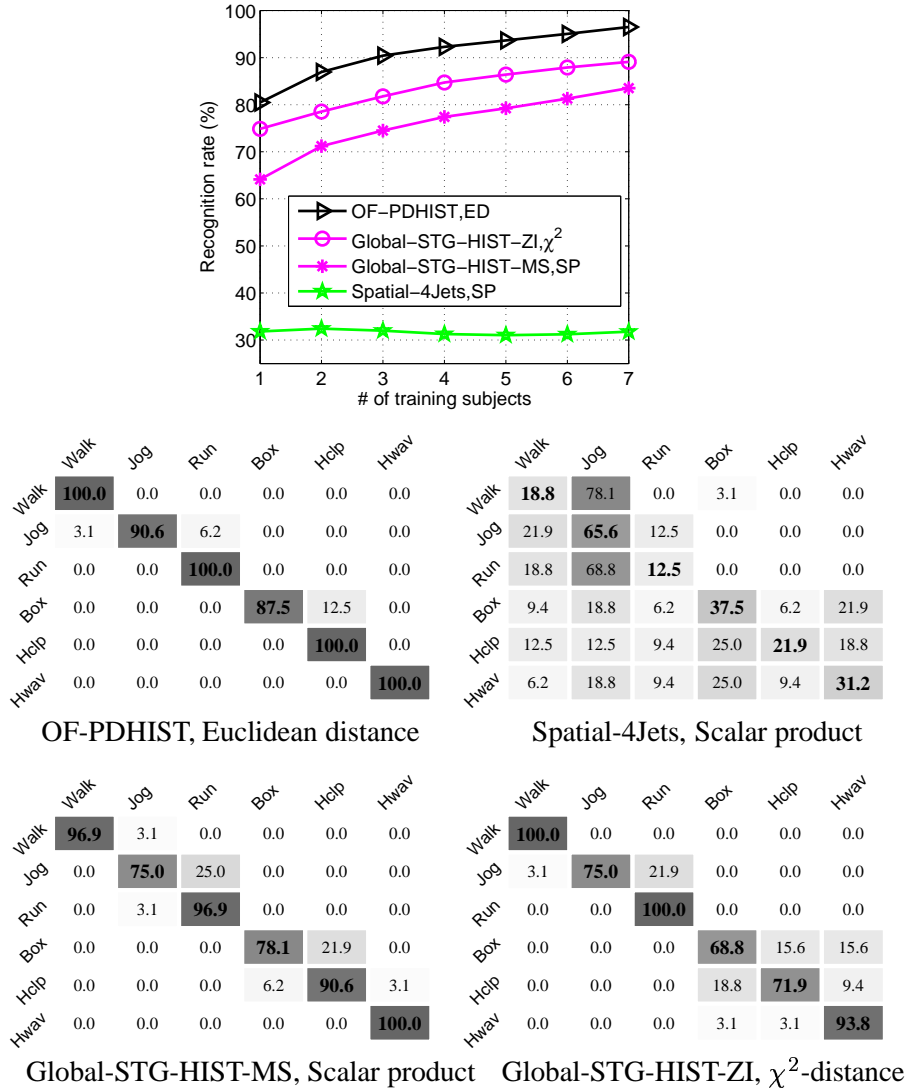 100
90
80
70
60
50
40
30
Recognition rate (%)
OF-PDHIST,ED
Global-STG-HIST-ZI,χ²
Global-STG-HIST-MS,SP
Spatial-4Jets,SP
1 2 3 4 5 6 7
# of training subjects
Walk Jog Run Box Hclp Hwav
Walk 100.0 0.0 0.0 0.0 0.0 0.0
Jog 3.1 90.6 6.2 0.0 0.0 0.0
Run 0.0 0.0 100.0 0.0 0.0 0.0
Box 0.0 0.0 0.0 87.5 12.5 0.0
Hclp 0.0 0.0 0.0 0.0 100.0 0.0
Hwav 0.0 0.0 0.0 0.0 0.0 100.0
OF-PDHIST, Euclidean distance
Walk Jog Run Box Hclp Hwav
Walk 18.8 78.1 0.0 3.1 0.0 0.0
Jog 21.9 65.6 12.5 0.0 0.0 0.0
Run 18.8 68.8 12.5 0.0 0.0 0.0
Box 9.4 18.8 6.2 37.5 6.2 21.9
Hclp 12.5 12.5 9.4 25.0 21.9 18.8
Hwav 6.2 18.8 9.4 25.0 9.4 31.2
Spatial-4Jets, Scalar product
Walk Jog Run Box Hclp Hwav
Walk 96.9 3.1 0.0 0.0 0.0 0.0
Jog 0.0 75.0 25.0 0.0 0.0 0.0
Run 0.0 3.1 96.9 0.0 0.0 0.0
Box 0.0 0.0 0.0 78.1 21.9 0.0
Hclp 0.0 0.0 0.0 6.2 90.6 3.1
Hwav 0.0 0.0 0.0 0.0 0.0 100.0
Global-STG-HIST-MS, Scalar product
Walk Jog Run Box Hclp Hwav
Walk 100.0 0.0 0.0 0.0 0.0 0.0
Jog 3.1 75.0 21.9 0.0 0.0 0.0
Run 0.0 0.0 100.0 0.0 0.0 0.0
Box 0.0 0.0 0.0 68.8 15.6 15.6
Hclp 0.0 0.0 0.0 18.8 71.9 9.4
Hwav 0.0 0.0 0.0 3.1 3.1 93.8
Global-STG-HIST-ZI, χ²-distance